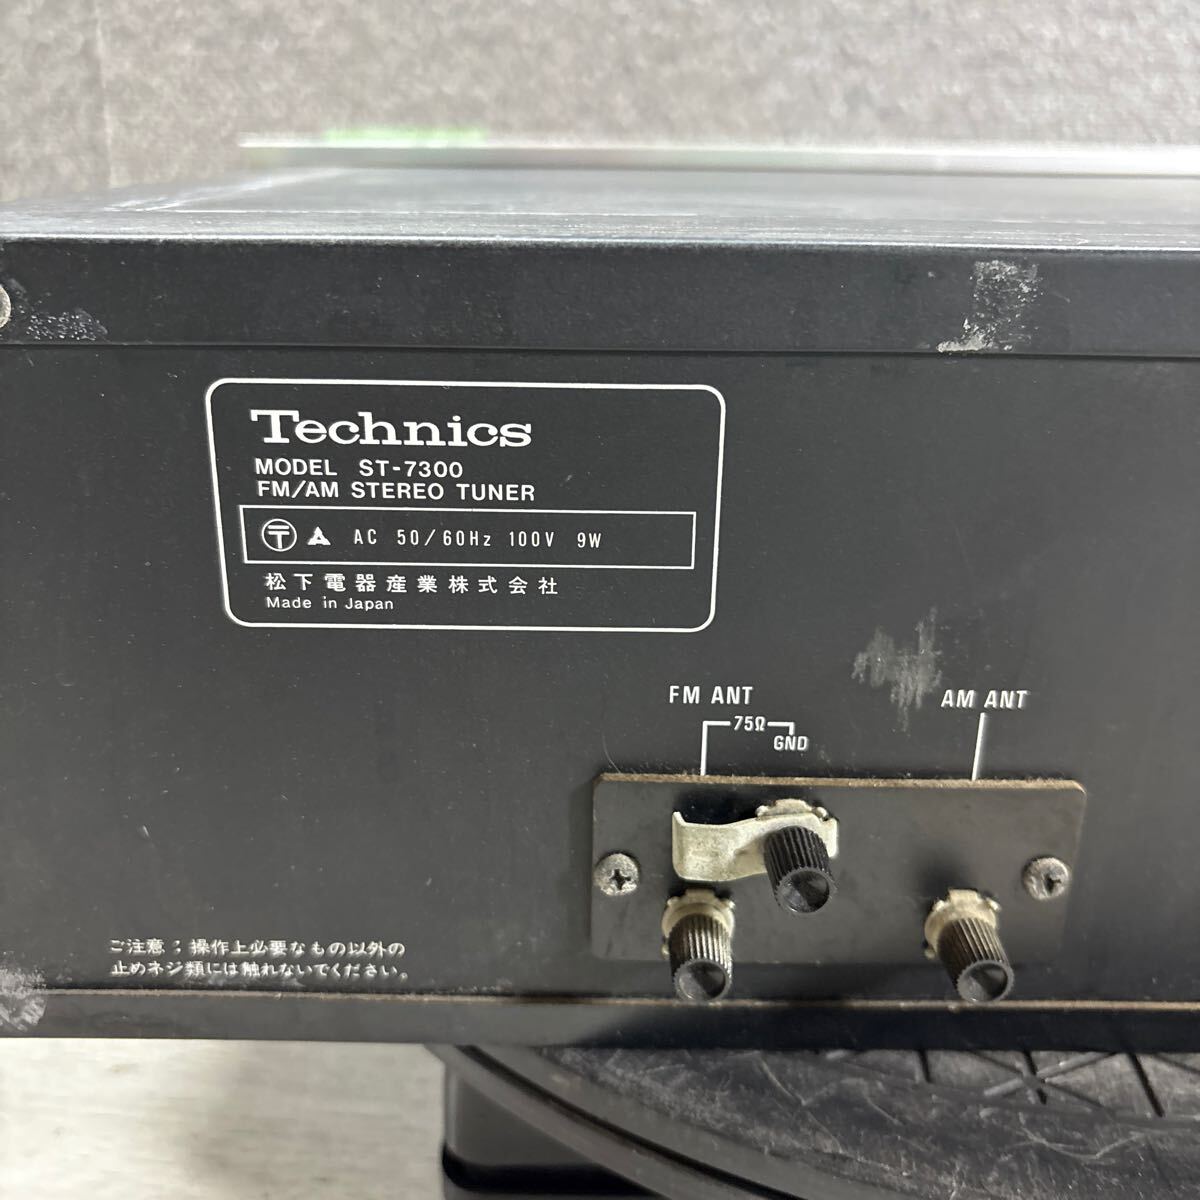 Technics
MODEL ST-7300
FM/AM STEREO TUNER
AC 50/60Hz 100V 9W
松下電器産業株式会社
Made in Japan
FM ANT
75Ω
GND
AM ANT
ご注意;操作上必要なもの以外の
止めネジ類には触れないでください。